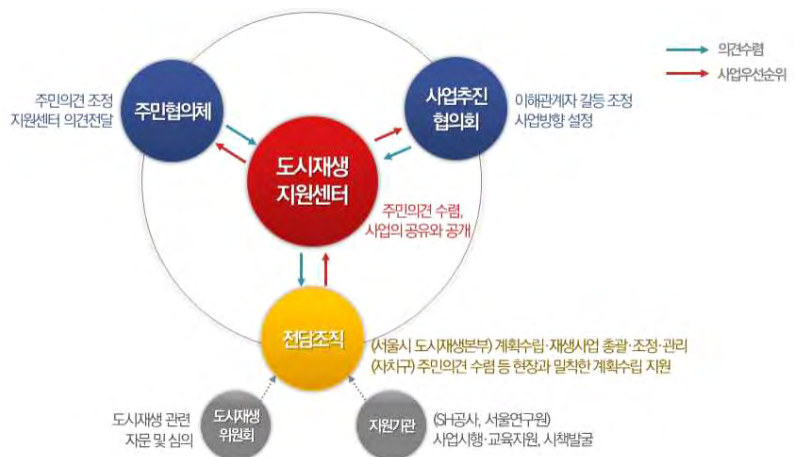 의견수렴
사업우선순위
주민의견 조정
지원센터 의견전달
주민협의체
사업추진
협의회
이해관계자 갈등 조정
사업방향 설정
도시재생
지원센터
주민의견 수렴,
사업의 공유와 공개
전담조직
(서울시 도시재생본부) 계획수립·재생사업 총괄·조정·관리
(자치구) 주민의견 수렴 등 현장과 밀착한 계획수립 지원
도시재생 관련
자문 및 심의
도시재생
위원회
지원기관
(SH공사, 서울연구원)
사업시행·교육지원, 시책발굴